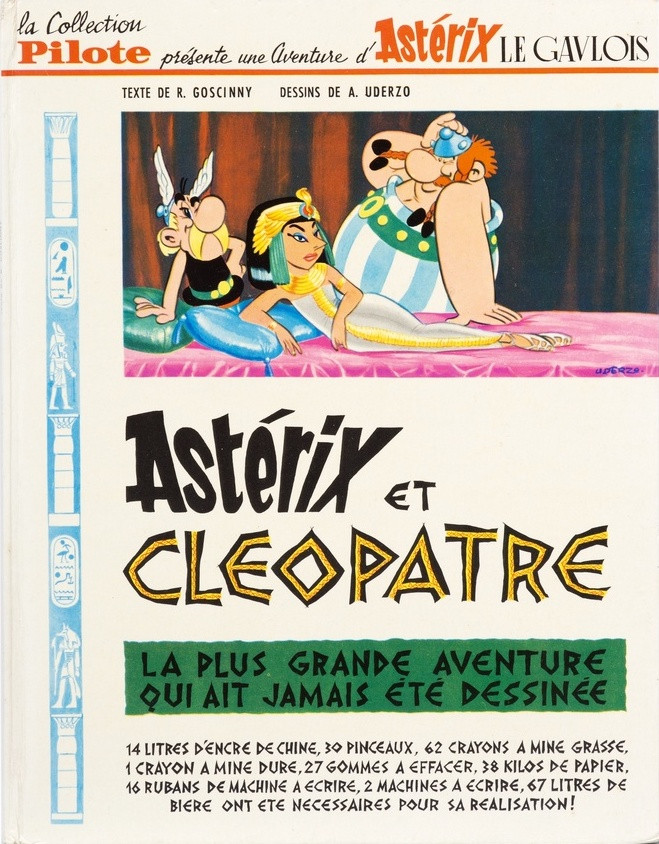 la Collection
Pilote présente une Aventure d'Astérix LE GAULOIS
TEXTE DE R. GOSCINNY DESSINS DE A. UDERZO
UDERZO.
Astérix ET
CLEOPATRE
LA PLUS GRANDE AVENTURE
QUI AIT JAMAIS ÉTÉ DESSINÉE
14 LITRES D'ENCRE DE CHINE, 30 PINCEAUX, 62 CRAYONS A MINE GRASSE,
1 CRAYON A MINE DURE, 27 GOMMES A EFFACER, 38 KILOS DE PAPIER,
16 RUBANS DE MACHINE A ECRIRE, 2 MACHINES A ECRIRE, 67 LITRES DE
BIERE ONT ETE NECESSAIRES POUR SA REALISATION!